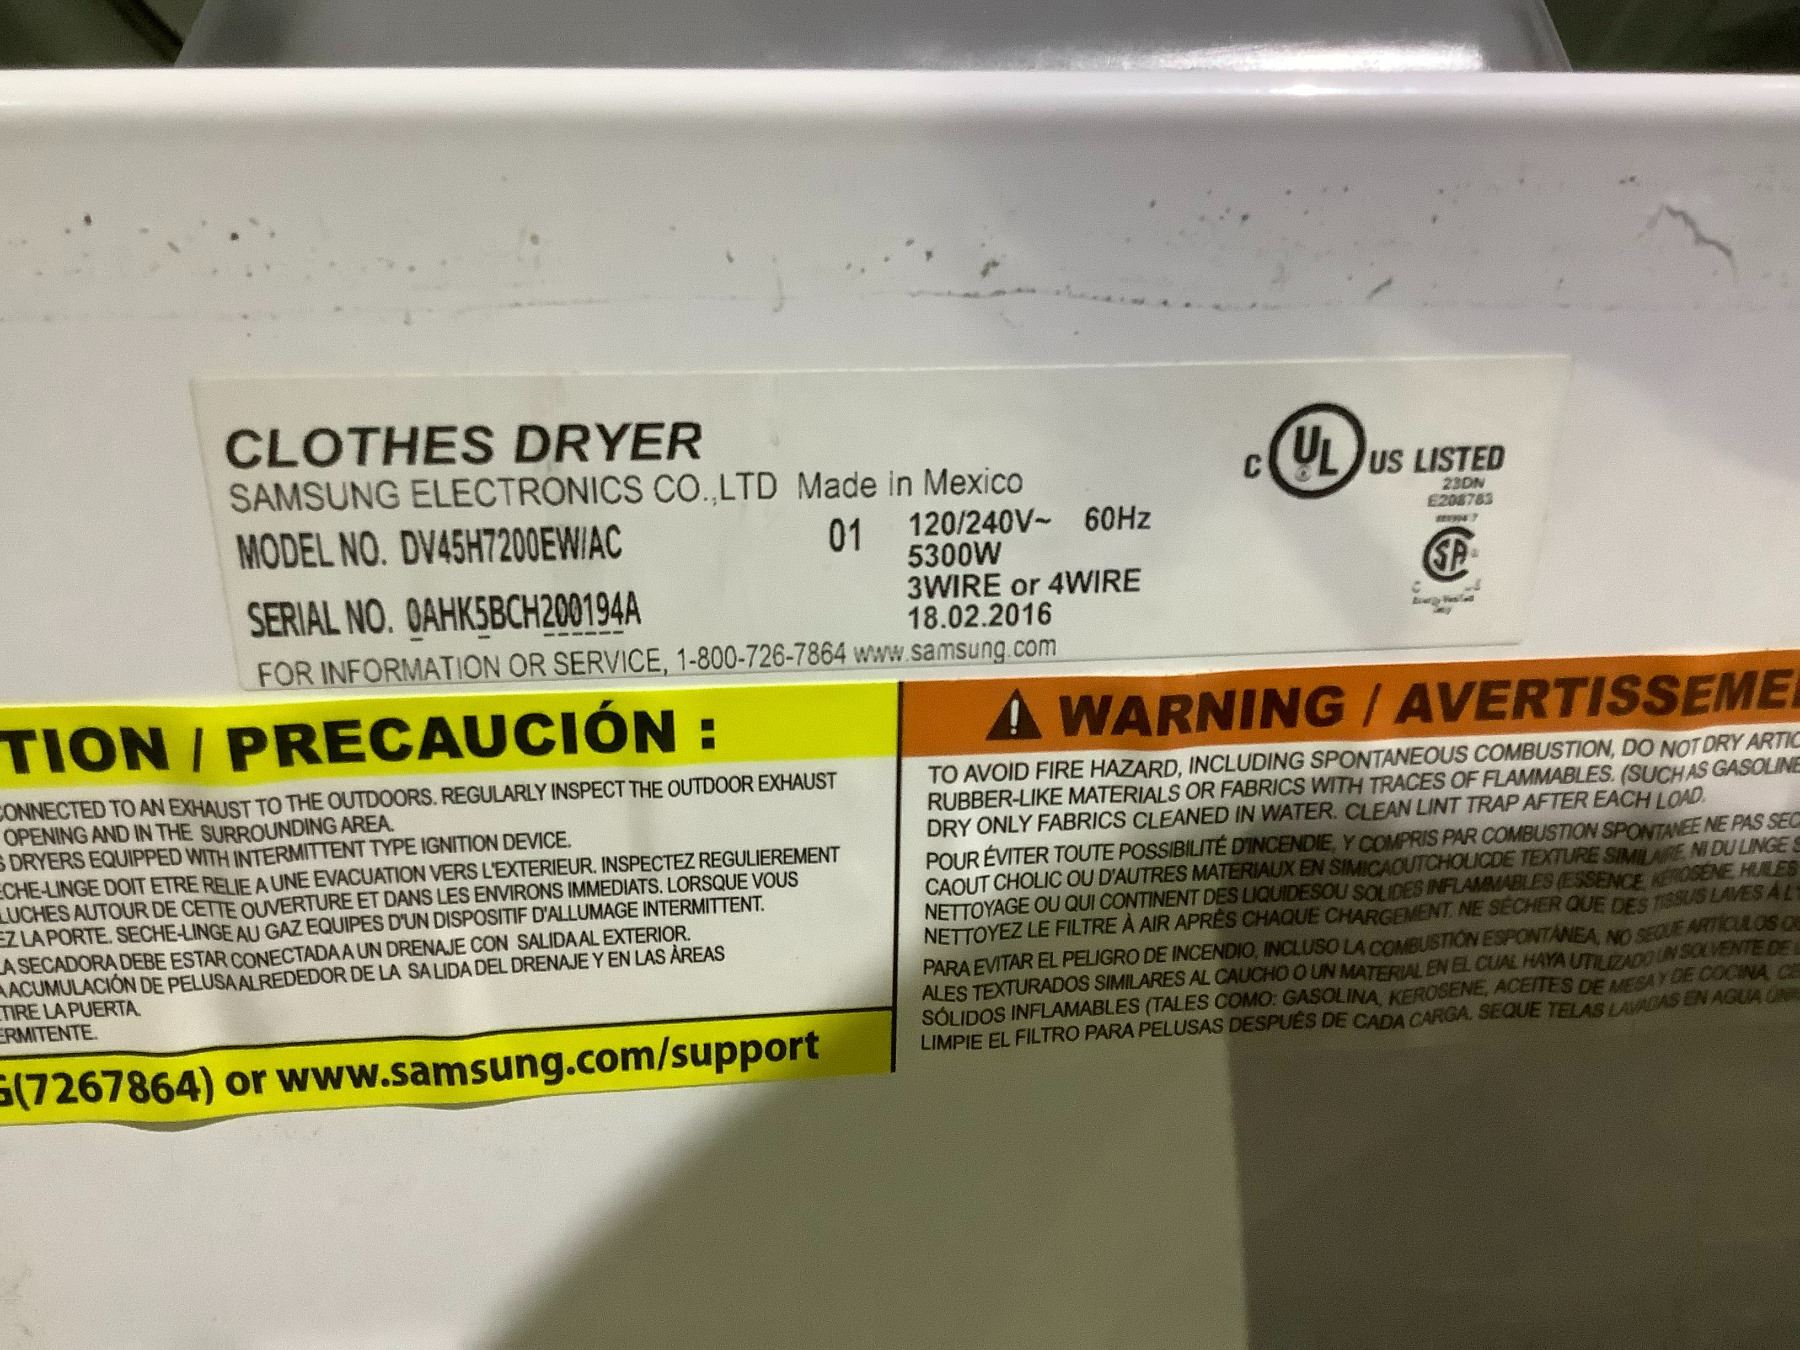 CLOTHES DRYER
SAMSUNG ELECTRONICS CO.,LTD Made in Mexico
MODEL NO. DV45H7200EW/AC 01
SERIAL NO. 0AHK5BCH200194A
120/240V~ 60Hz
5300W
3WIRE or 4WIRE
18.02.2016
FOR INFORMATION OR SERVICE, 1-800-726-7864 www.samsung.com
C UL US LISTED
23DN
E208763
SA
TION / PRECAUCIÓN :
CONNECTED TO AN EXHAUST TO THE OUTDOORS. REGULARLY INSPECT THE OUTDOOR EXHAUST
OPENING AND IN THE SURROUNDING AREA.
S DRYERS EQUIPPED WITH INTERMITTENT TYPE IGNITION DEVICE.
ECHE-LINGE DOIT ETRE RELIE A UNE EVACUATION VERS L'EXTERIEUR. INSPECTEZ REGULIEREMENT
LUCHES AUTOUR DE CETTE OUVERTURE ET DANS LES ENVIRONS IMMEDIATS. LORSQUE VOUS
EZ LA PORTE. SECHE-LINGE AU GAZ EQUIPES D'UN DISPOSITIF D'ALLUMAGE INTERMITTENT.
LA SECADORA DEBE ESTAR CONECTADA A UN DRENAJE CON SALIDA AL EXTERIOR.
A ACUMULACIÓN DE PELUSA ALREDEDOR DE LA SALIDA DEL DRENAJE Y EN LAS ÀREAS
TIRE LA PUERTA.
ERMITENTE.
G(7267864) or www.samsung.com/support
WARNING / AVERTISSEME
TO AVOID FIRE HAZARD, INCLUDING SPONTANEOUS COMBUSTION, DO NOT DRY ARTIC
RUBBER-LIKE MATERIALS OR FABRICS WITH TRACES OF FLAMMABLES. (SUCH AS GASOLINE
DRY ONLY FABRICS CLEANED IN WATER. CLEAN LINT TRAP AFTER EACH LOAD.
POUR ÉVITER TOUTE POSSIBILITÉ D'INCENDIE, Y COMPRIS PAR COMBUSTION SPONTANEE NE PAS SEC
CAOUT CHOLIC OU D'AUTRES MATERIAUX EN SIMICAOUTCHOLICDE TEXTURE SIMILAIRE, NI DU LINGE S
NETTOYAGE OU QUI CONTINENT DES LIQUIDESOU SOLIDES INFLAMMABLES (ESSENCE, KEROSENE, HUILES
NETTOYEZ LE FILTRE À AIR APRÈS CHAQUE CHARGEMENT. NE SÉCHER QUE DES TISSUS LAVES À L'
PARA EVITAR EL PELIGRO DE INCENDIO, INCLUSO LA COMBUSTIÓN ESPONTÁNEA, NO SEQUE ARTÍCULOS
ALES TEXTURADOS SIMILARES AL CAUCHO O UN MATERIAL EN EL CUAL HAYA UTILIZADO UN SOLVENTE DE
SÓLIDOS INFLAMABLES (TALES COMO: GASOLINA, KEROSENE, ACEITES DE MESA Y DE COCINA,
LIMPIE EL FILTRO PARA PELUSAS DESPUÉS DE CADA CARGA. SEQUE TELAS LAVADAS EN AGUA